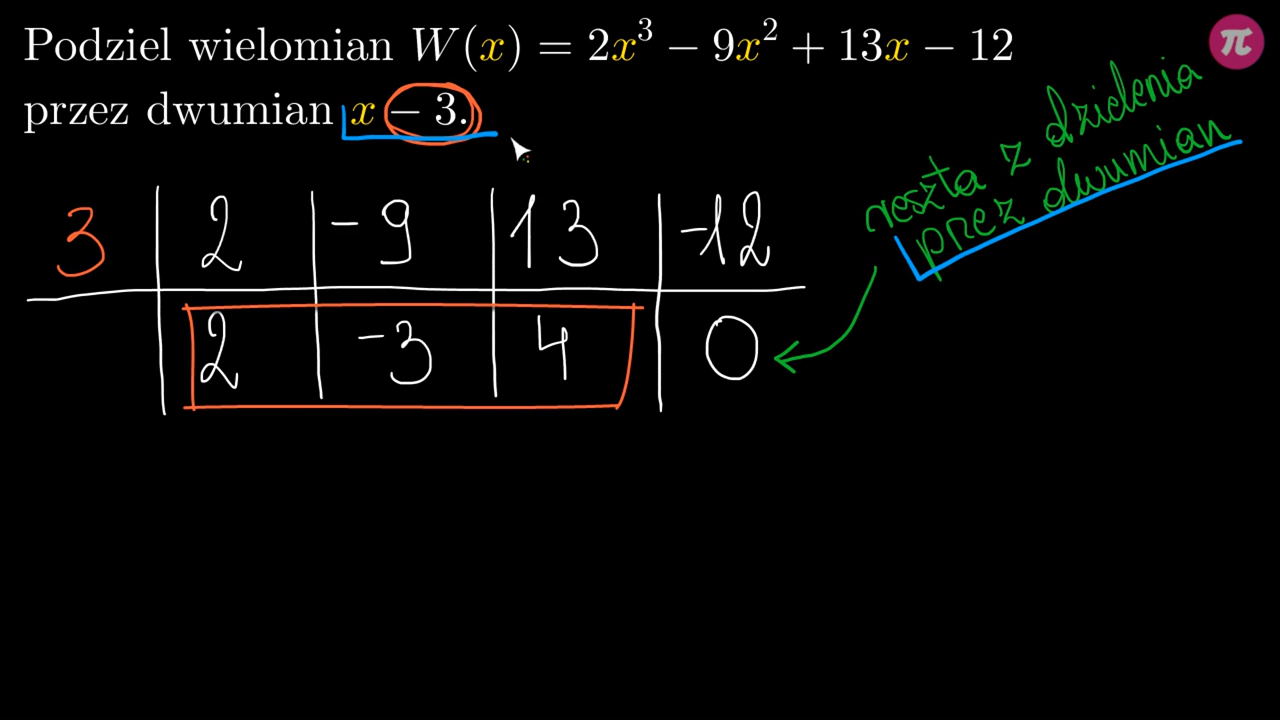 Podziel wielomian W(x) = 2x³ − 9x² + 13x − 12
przez dwumian x − 3.
reszta z dzielenia
prez dwumian
3 2 -9 13 -12
2 -3 4 0
π